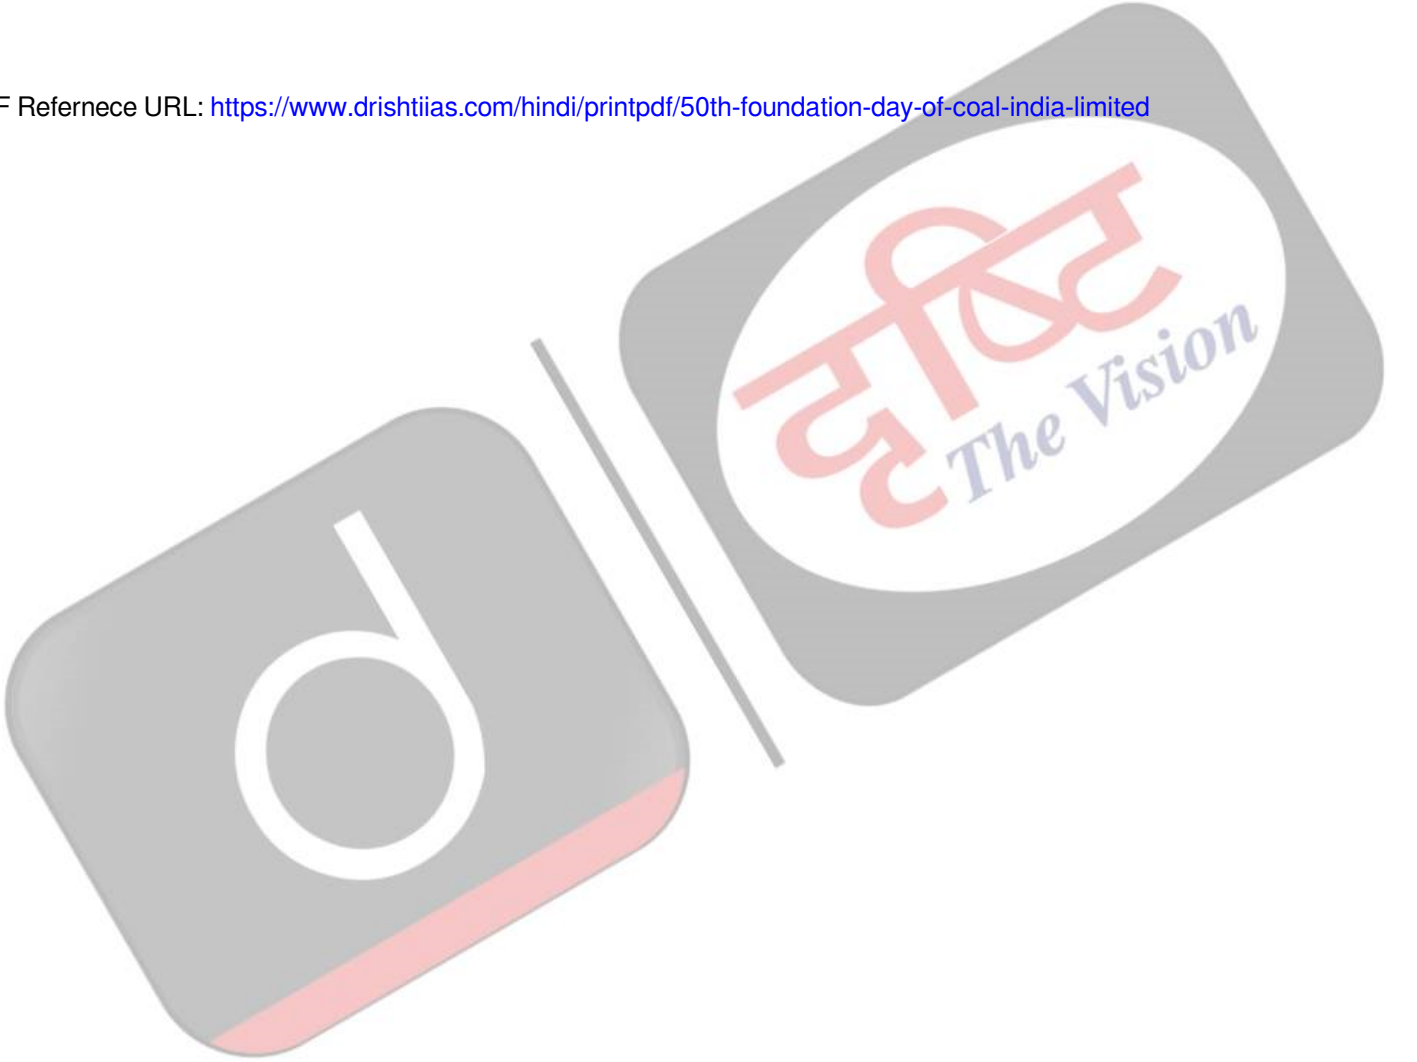 F Refernece URL: https://www.drishtiias.com/hindi/printpdf/50th-foundation-day-of-coal-india-limited
दृष्टि
The Vision
d